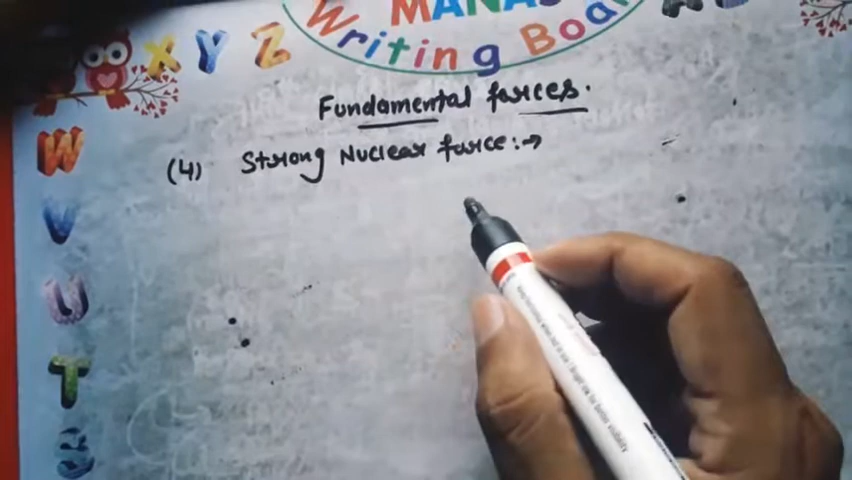 MANAS
Writing Board
X Y Z
Fundamental forces.
(4) Strong Nuclear force :→
W
V
U
T
S